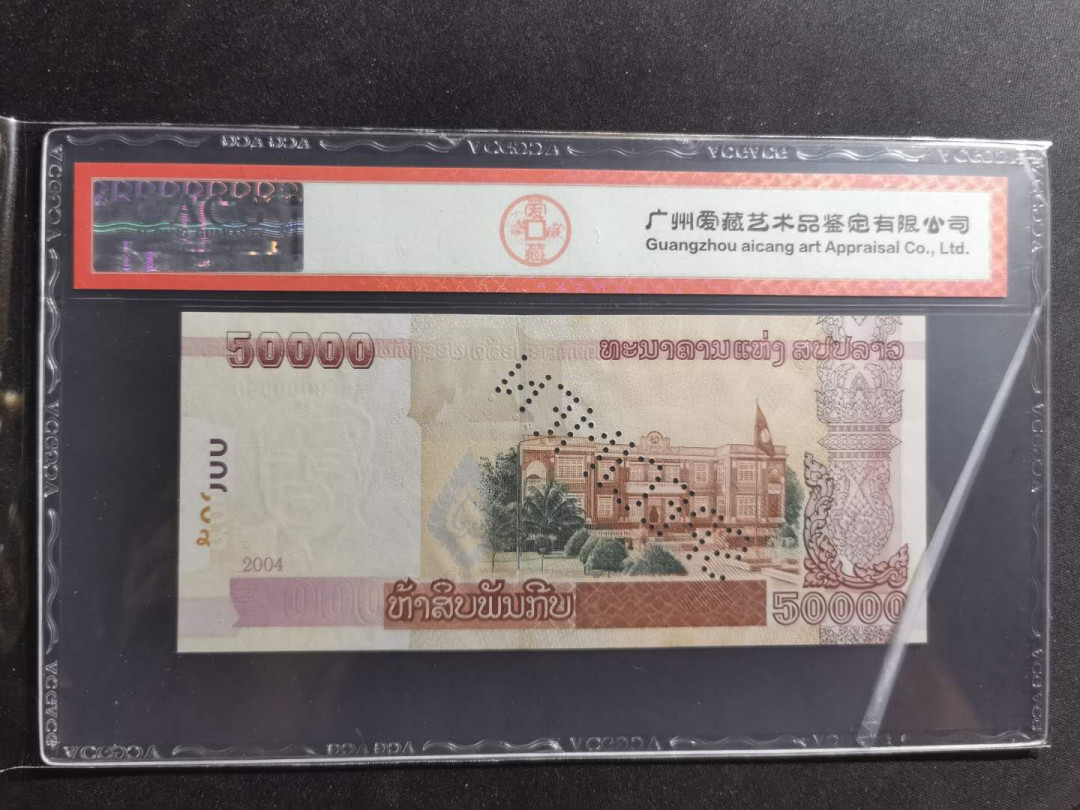 爱藏
广州爱藏艺术品鉴定有限公司
Guangzhou aicang art Appraisal Co., Ltd.
50000
ທະນາຄານແຫ່ງ ສປປລາວ
2004
ຫ້າສິບພັນກີບ
50000